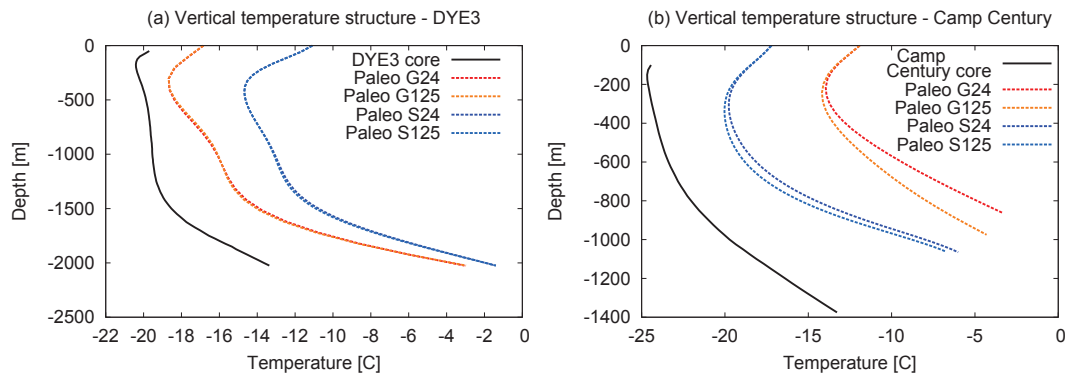 (a) Vertical temperature structure - DYE3
0
-500
-1000
-1500
-2000
-2500
Depth [m]
-22 -20 -18 -16 -14 -12 -10 -8 -6 -4 -2 0
Temperature [C]
DYE3 core
Paleo G24
Paleo G125
Paleo S24
Paleo S125
(b) Vertical temperature structure - Camp Century
0
-200
-400
-600
-800
-1000
-1200
-1400
Depth [m]
-25 -20 -15 -10 -5 0
Temperature [C]
Camp
Century core
Paleo G24
Paleo G125
Paleo S24
Paleo S125